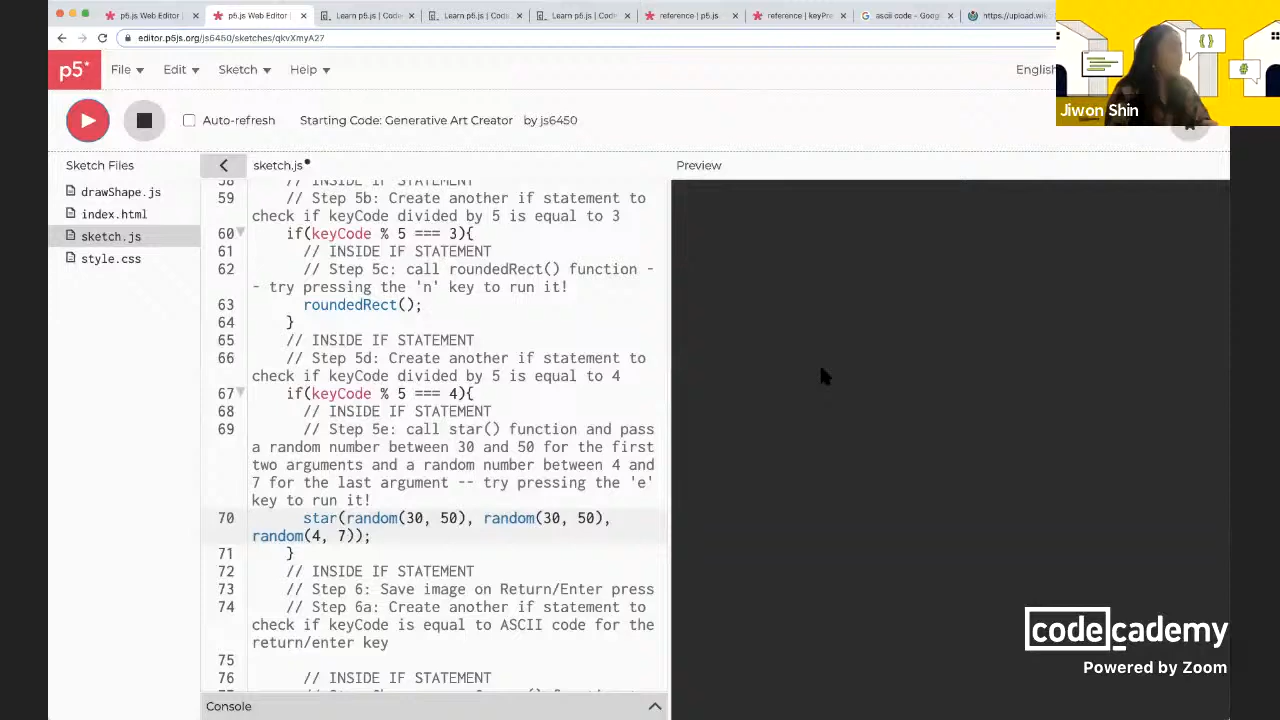 p5.js Web Editor
p5.js Web Editor
Learn p5.js | Code
Learn p5.js | Code
Learn p5.js | Code
reference | p5.js
reference | keyPre
ascii code - Goog
https://upload.wik
editor.p5js.org/js6450/sketches/qkvXmyA27
p5*
File
Edit
Sketch
Help
English
{}
#
Jiwon Shin
Auto-refresh
Starting Code/Generate Art Creator
by js6450
Sketch Files
sketch.js
Preview
drawShape.js
index.html
sketch.js
style.css
58 // INSIDE IF STATEMENT
59 // Step 5b: Create another if statement to
check if keyCode divided by 5 is equal to 3
60 if(keyCode % 5 === 3){
61 // INSIDE IF STATEMENT
62 // Step 5c: call roundedRect() function -
- try pressing the 'n' key to run it!
63 roundedRect();
64 }
65 // INSIDE IF STATEMENT
66 // Step 5d: Create another if statement to
check if keyCode divided by 5 is equal to 4
67 if(keyCode % 5 === 4){
68 // INSIDE IF STATEMENT
69 // Step 5e: call star() function and pass
a random number between 30 and 50 for the first
two arguments and a random number between 4 and
7 for the last argument -- try pressing the 'e'
key to run it!
70 star(random(30, 50), random(30, 50),
random(4, 7));
71 }
72 // INSIDE IF STATEMENT
73 // Step 6: Save image on Return/Enter press
74 // Step 6a: Create another if statement to
check if keyCode is equal to ASCII code for the
return/enter key
75
76 // INSIDE IF STATEMENT
Console
codecademy
Powered by Zoom